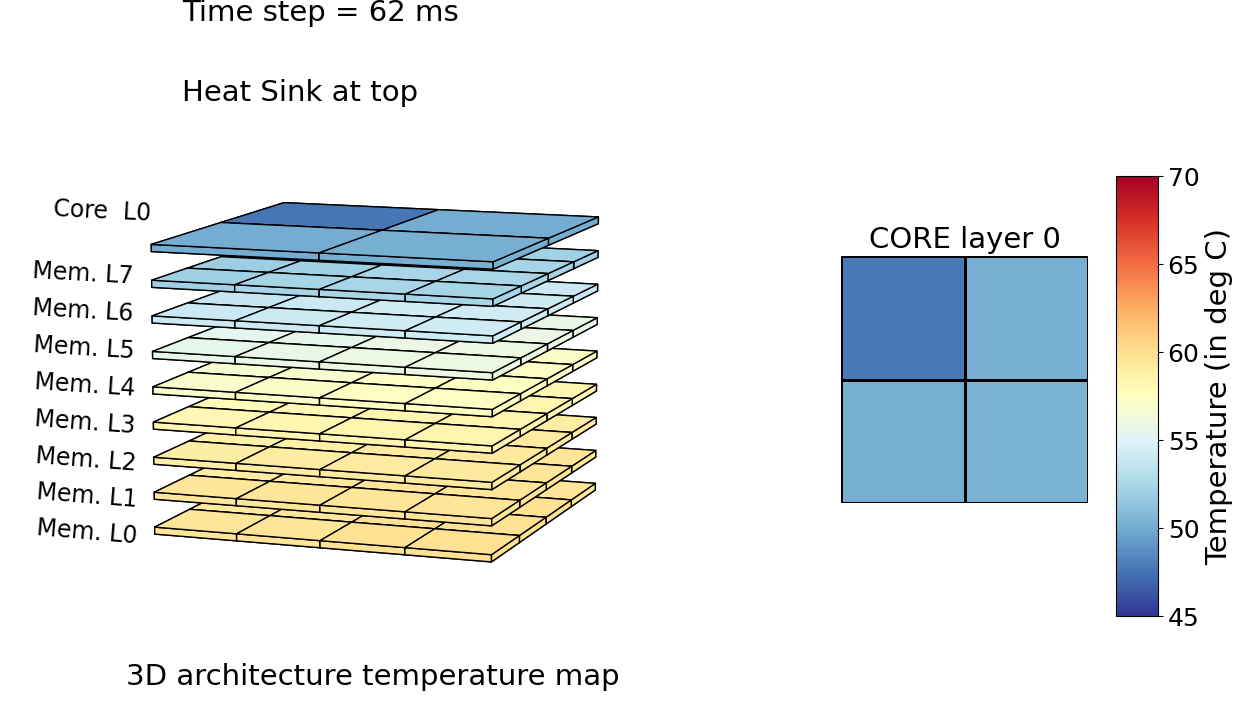 Time step = 62 ms
Heat Sink at top
Core  L0
Mem. L7
Mem. L6
Mem. L5
Mem. L4
Mem. L3
Mem. L2
Mem. L1
Mem. L0
3D architecture temperature map
CORE layer 0
70
65
60
55
50
45
Temperature (in deg C)